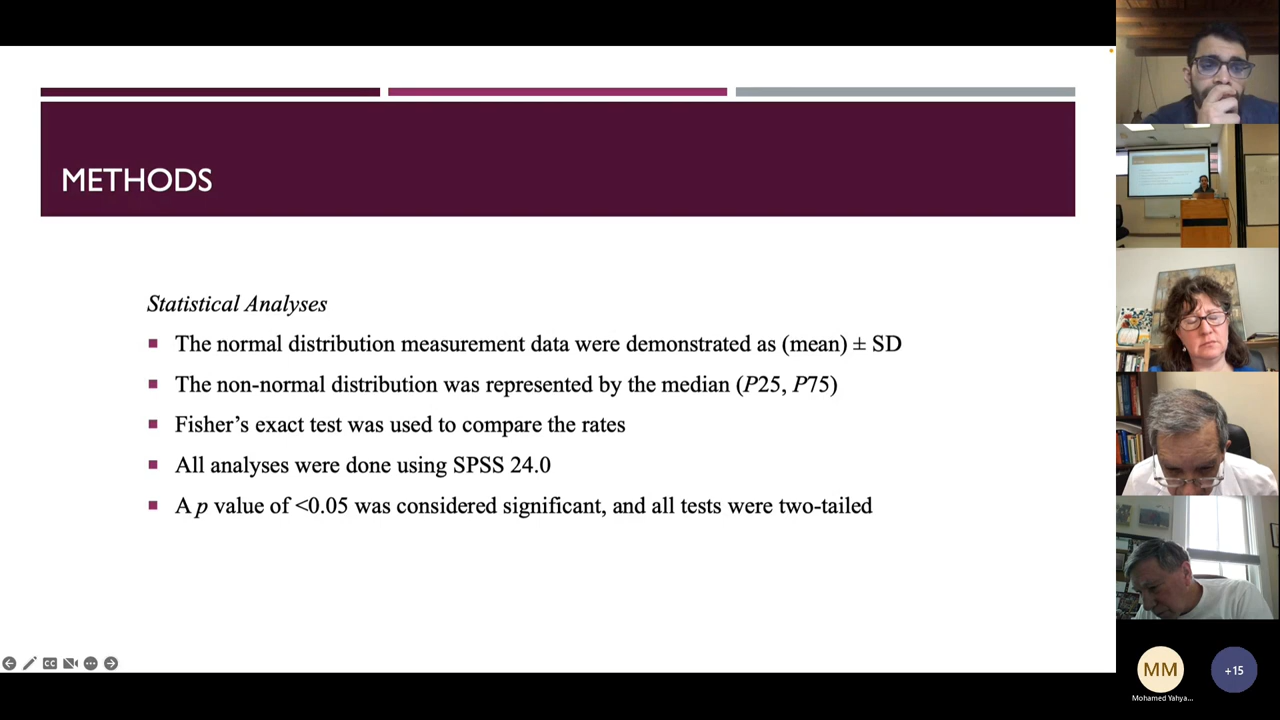 METHODS
Statistical Analyses
The normal distribution measurement data were demonstrated as (mean) ± SD
The non-normal distribution was represented by the median (P25, P75)
Fisher's exact test was used to compare the rates
All analyses were done using SPSS 24.0
A p value of <0.05 was considered significant, and all tests were two-tailed
CC
MM
+15
Mohamed Yahya...